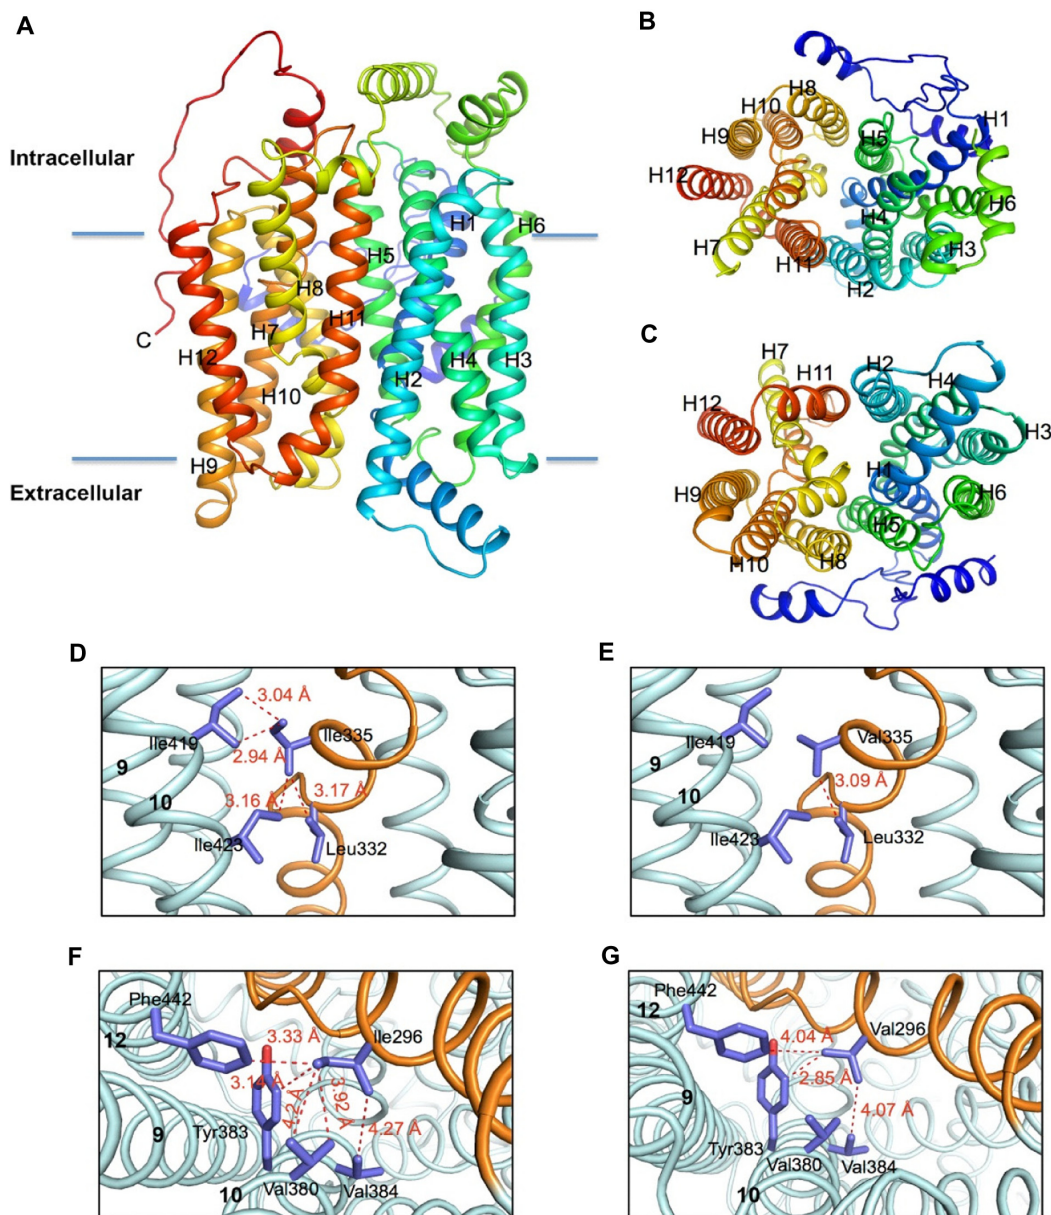 A
Intracellular
Extracellular
H1
H6
H5
H8
H11
H7
H12
H4
H3
H2
H10
H9
C
B
H8
H10
H9
H5
H1
H12
H4
H6
H7
H11
H3
H2
C
H7
H11
H2
H4
H12
H3
H1
H9
H6
H5
H10
H8
D
3.04 Å
Ile419
Ile335
2.94 Å
9
10
3.16 Å
3.17 Å
Ile423
Leu332
E
Ile419
Val335
9
3.09 Å
10
Ile423
Leu332
F
Phe442
12
3.33 Å
Ile296
3.14 Å
4.2 Å
3.92 Å
9
Tyr383
4.27 Å
10
Val380
Val384
G
Phe442
12
4.04 Å
Val296
2.85 Å
9
4.07 Å
Tyr383
Val380
Val384
10